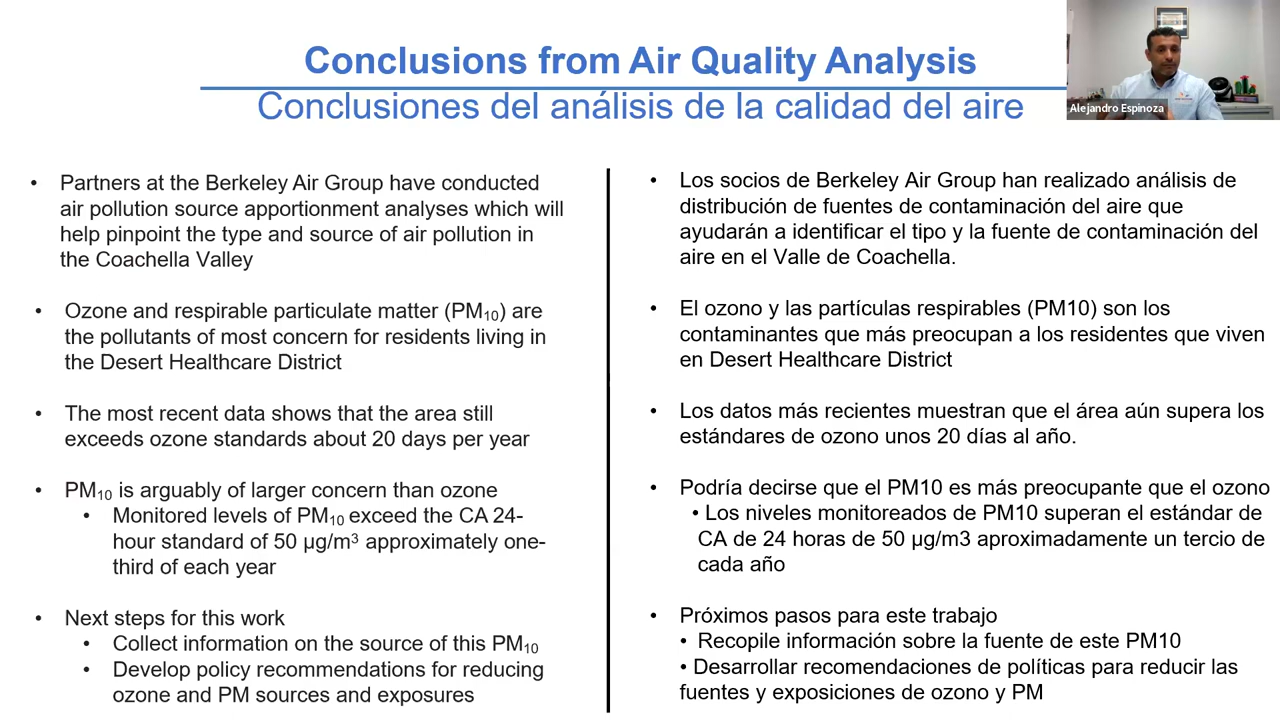 Conclusions from Air Quality Analysis
Conclusiones del análisis de la calidad del aire
Alejandro Espinoza
• Partners at the Berkeley Air Group have conducted
air pollution source apportionment analyses which will
help pinpoint the type and source of air pollution in
the Coachella Valley
• Ozone and respirable particulate matter (PM₁₀) are
the pollutants of most concern for residents living in
the Desert Healthcare District
• The most recent data shows that the area still
exceeds ozone standards about 20 days per year
• PM₁₀ is arguably of larger concern than ozone
• Monitored levels of PM₁₀ exceed the CA 24-
hour standard of 50 µg/m³ approximately one-
third of each year
• Next steps for this work
• Collect information on the source of this PM₁₀
• Develop policy recommendations for reducing
ozone and PM sources and exposures
• Los socios de Berkeley Air Group han realizado análisis de
distribución de fuentes de contaminación del aire que
ayudarán a identificar el tipo y la fuente de contaminación del
aire en el Valle de Coachella.
• El ozono y las partículas respirables (PM10) son los
contaminantes que más preocupan a los residentes que viven
en Desert Healthcare District
• Los datos más recientes muestran que el área aún supera los
estándares de ozono unos 20 días al año.
• Podría decirse que el PM10 es más preocupante que el ozono
• Los niveles monitoreados de PM10 superan el estándar de
CA de 24 horas de 50 µg/m3 aproximadamente un tercio de
cada año
• Próximos pasos para este trabajo
• Recopile información sobre la fuente de este PM10
• Desarrollar recomendaciones de políticas para reducir las
fuentes y exposiciones de ozono y PM